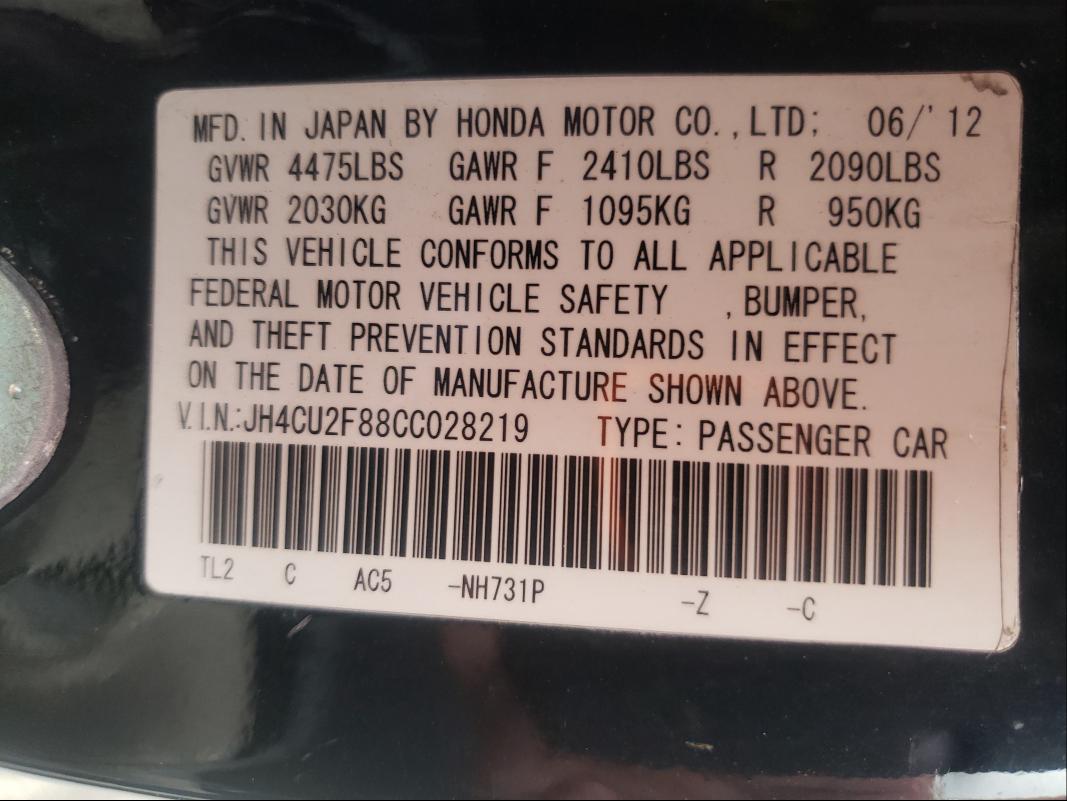 MFD. IN JAPAN BY HONDA MOTOR CO., LTD; 06/'12
GVWR 4475LBS GAWR F 2410LBS R 2090LBS
GVWR 2030KG GAWR F 1095KG R 950KG
THIS VEHICLE CONFORMS TO ALL APPLICABLE
FEDERAL MOTOR VEHICLE SAFETY , BUMPER,
AND THEFT PREVENTION STANDARDS IN EFFECT
ON THE DATE OF MANUFACTURE SHOWN ABOVE.
V.I.N.:JH4CU2F88CC028219 TYPE: PASSENGER CAR
TL2 C AC5 -NH731P -Z -C